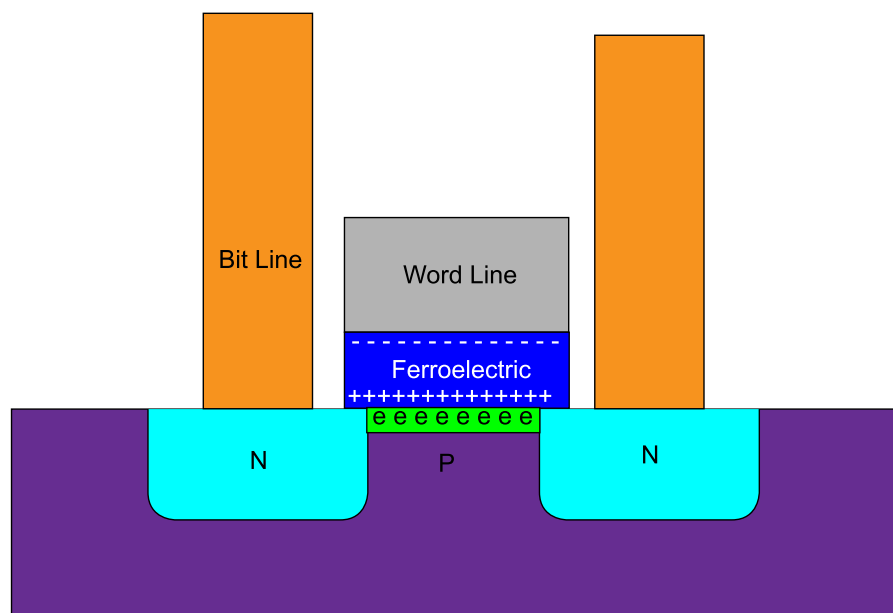 Bit Line
Word Line
- - - - - - - - - - - - - - -
Ferroelectric
++++++++++++++
e e e e e e e e
N
P
N